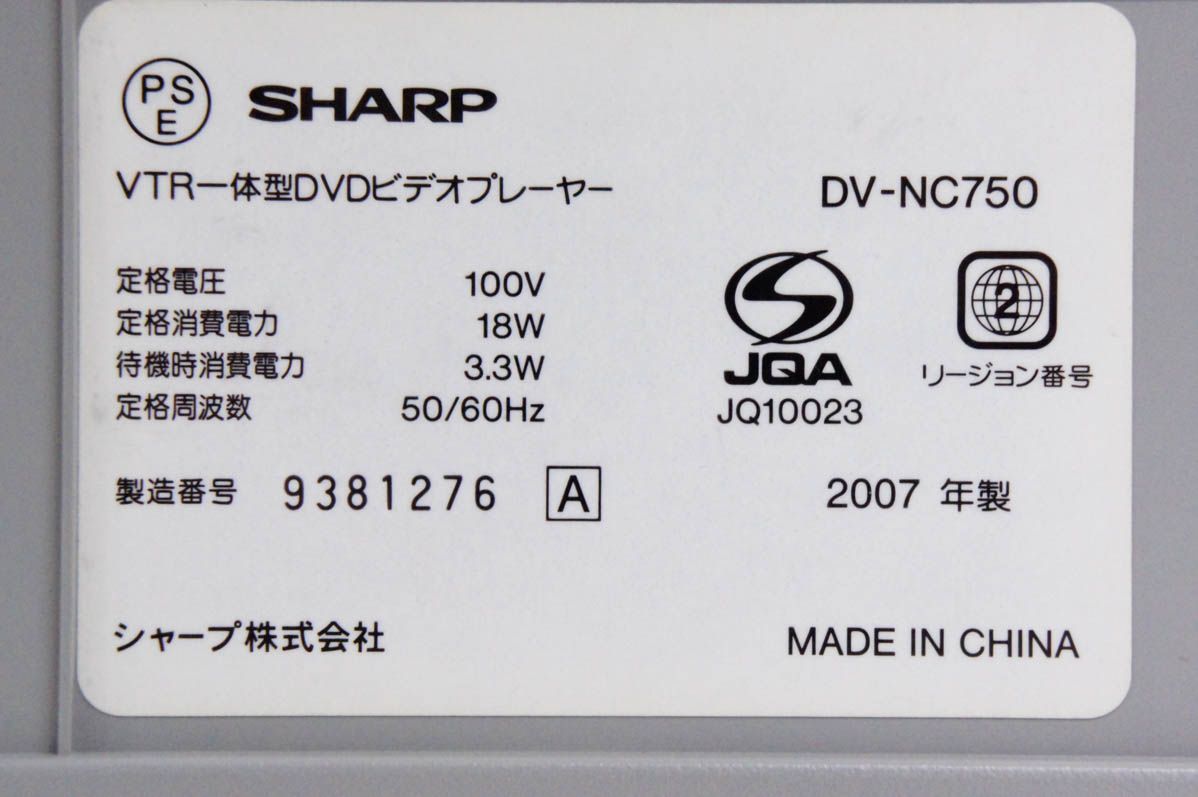 PSE SHARP
VTR一体型DVDビデオプレーヤー DV-NC750
定格電圧 100V
定格消費電力 18W
待機時消費電力 3.3W
定格周波数 50/60Hz
JQA
JQ10023
2
リージョン番号
製造番号 9381276 A 2007 年製
シャープ株式会社 MADE IN CHINA